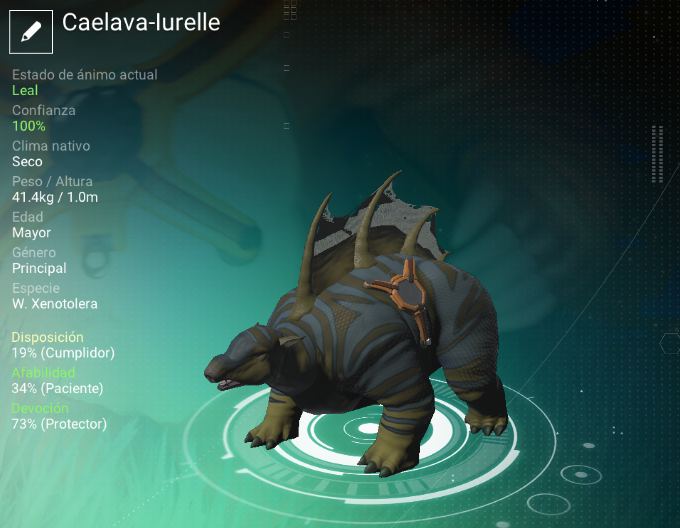 Caelava-Iurelle
Estado de ánimo actual
Leal
Confianza
100%
Clima nativo
Seco
Peso / Altura
41.4kg / 1.0m
Edad
Mayor
Género
Principal
Especie
W. Xenotolera
Disposición
19% (Cumplidor)
Afabilidad
34% (Paciente)
Devoción
73% (Protector)